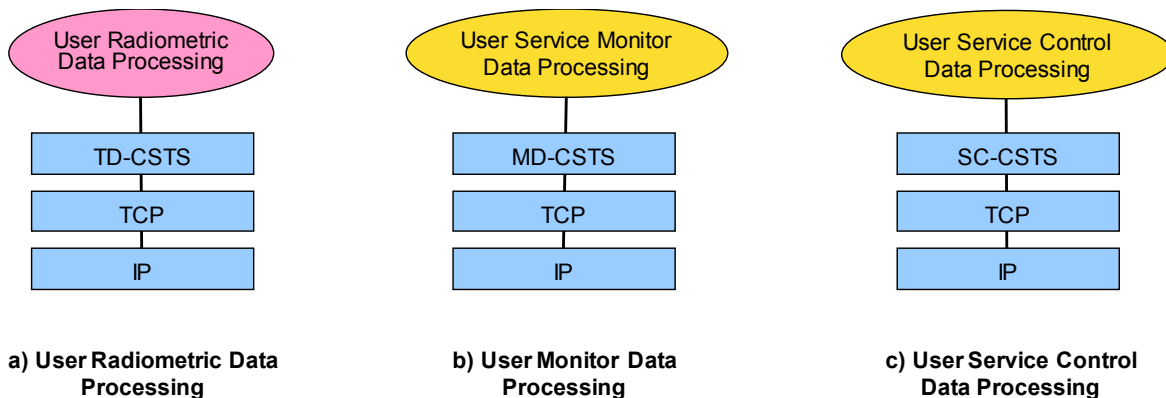 User Radiometric
Data Processing
TD-CSTS
TCP
IP
a) User Radiometric Data
Processing
User Service Monitor
Data Processing
MD-CSTS
TCP
IP
b) User Monitor Data
Processing
User Service Control
Data Processing
SC-CSTS
TCP
IP
c) User Service Control
Data Processing